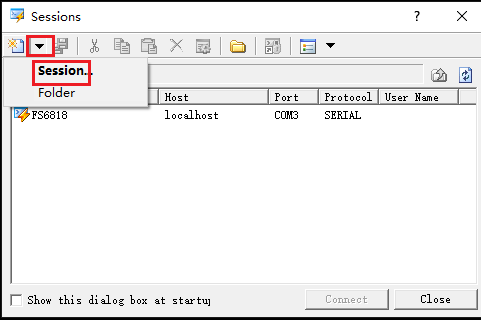 Sessions
Session...
Folder
Host Port Protocol User Name
FS6818 localhost COM3 SERIAL
Show this dialog box at startup
Connect Close